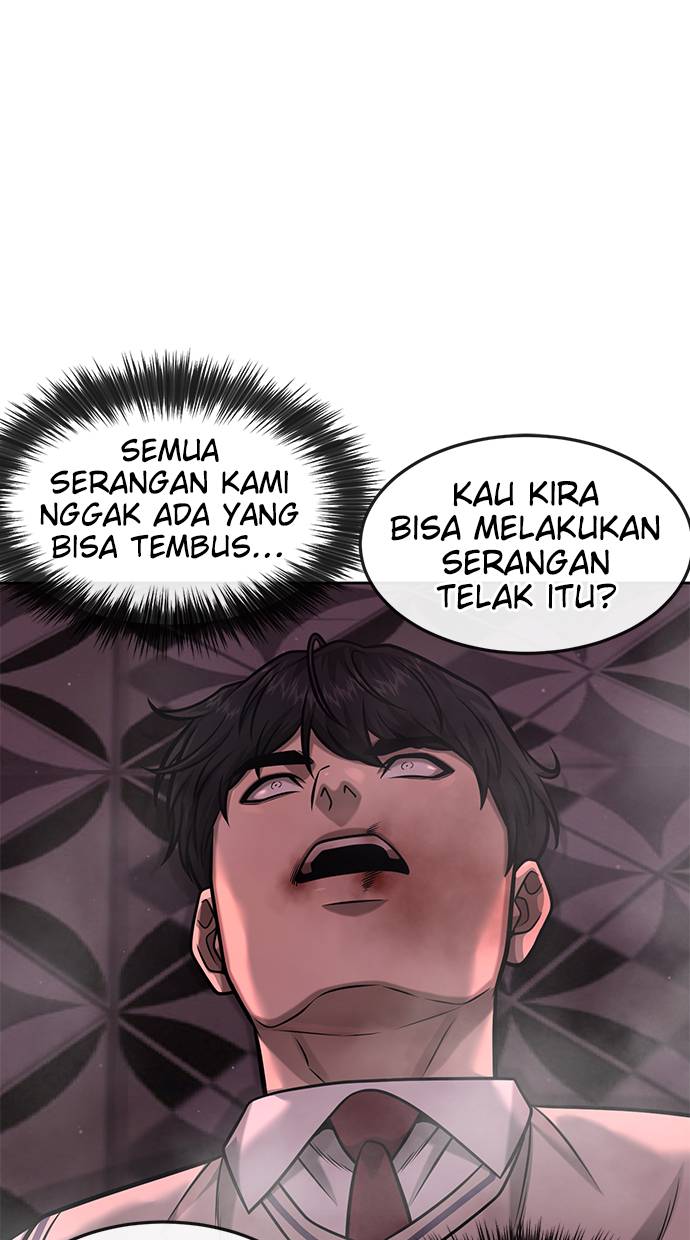 SEMUA
SERANGAN KAMI
NGGAK ADA YANG
BISA TEMBUS...
KAU KIRA
BISA MELAKUKAN
SERANGAN
TELAK ITU?